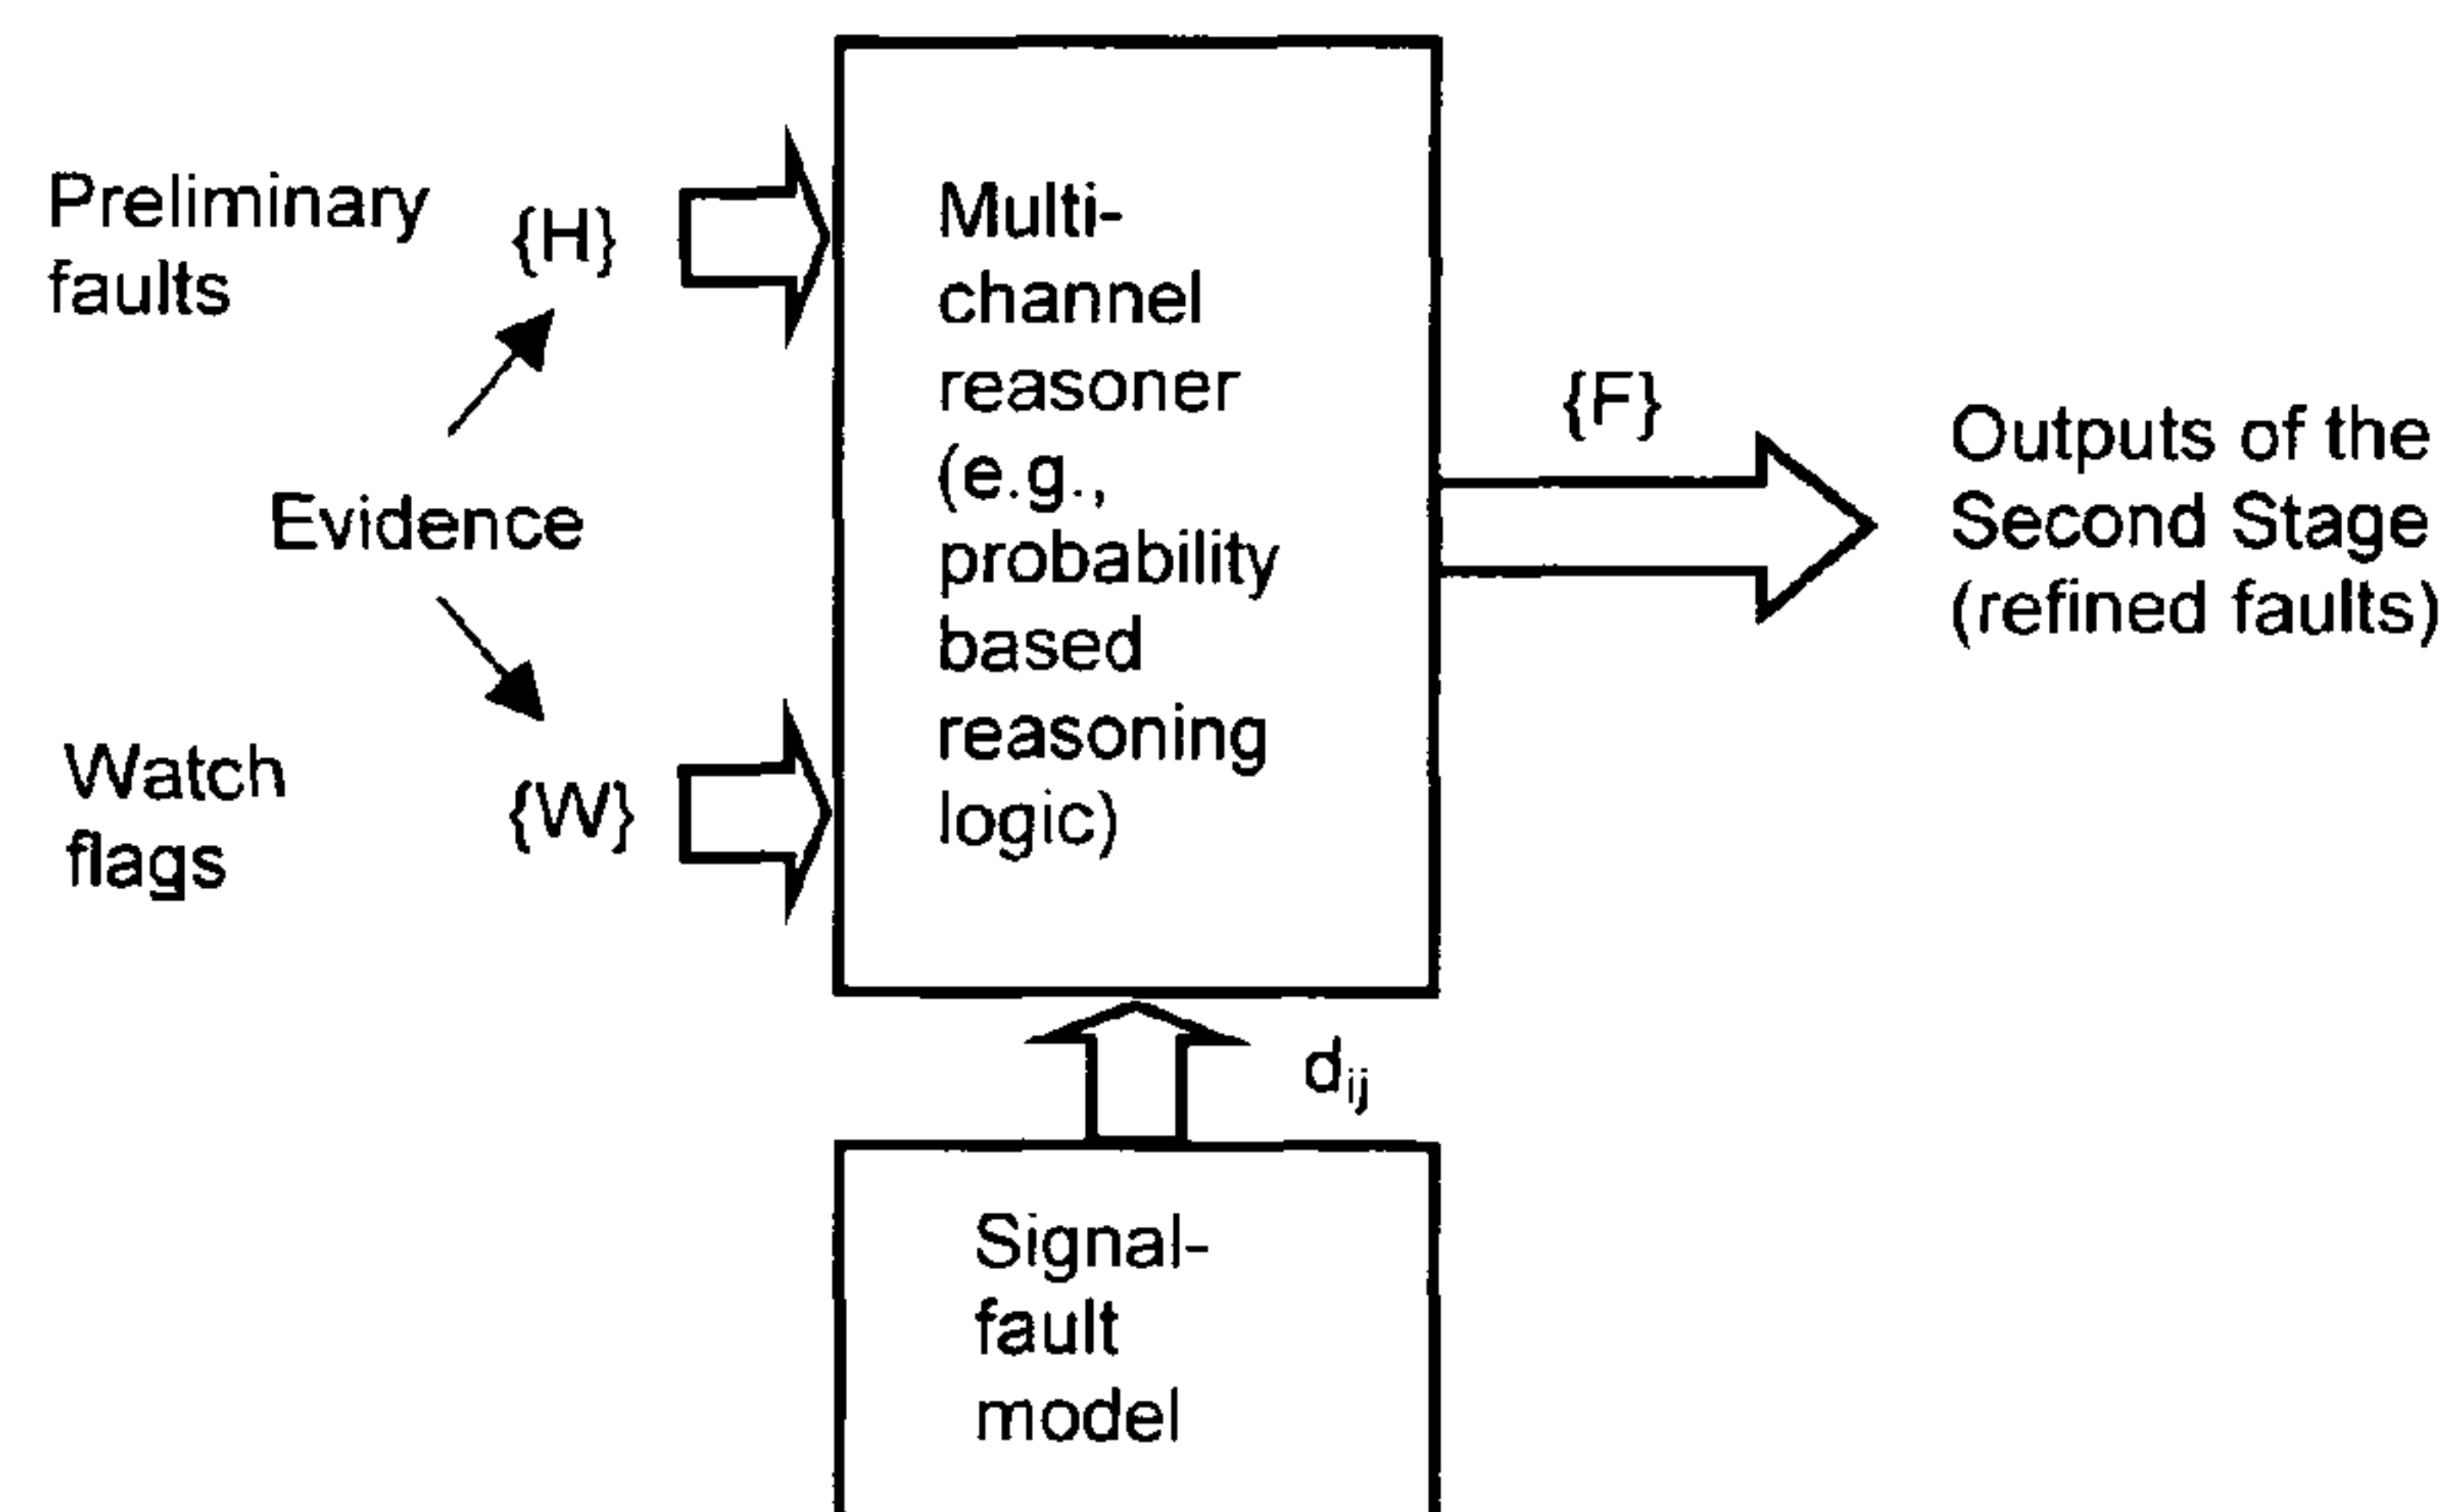 Preliminary
faults
{H}
Evidence
Watch
flags
{W}
Multi-
channel
reasoner
(e.g.,
probability
based
reasoning
logic)
{F}
Outputs of the
Second Stage
(refined faults)
dij
Signal-
fault
model